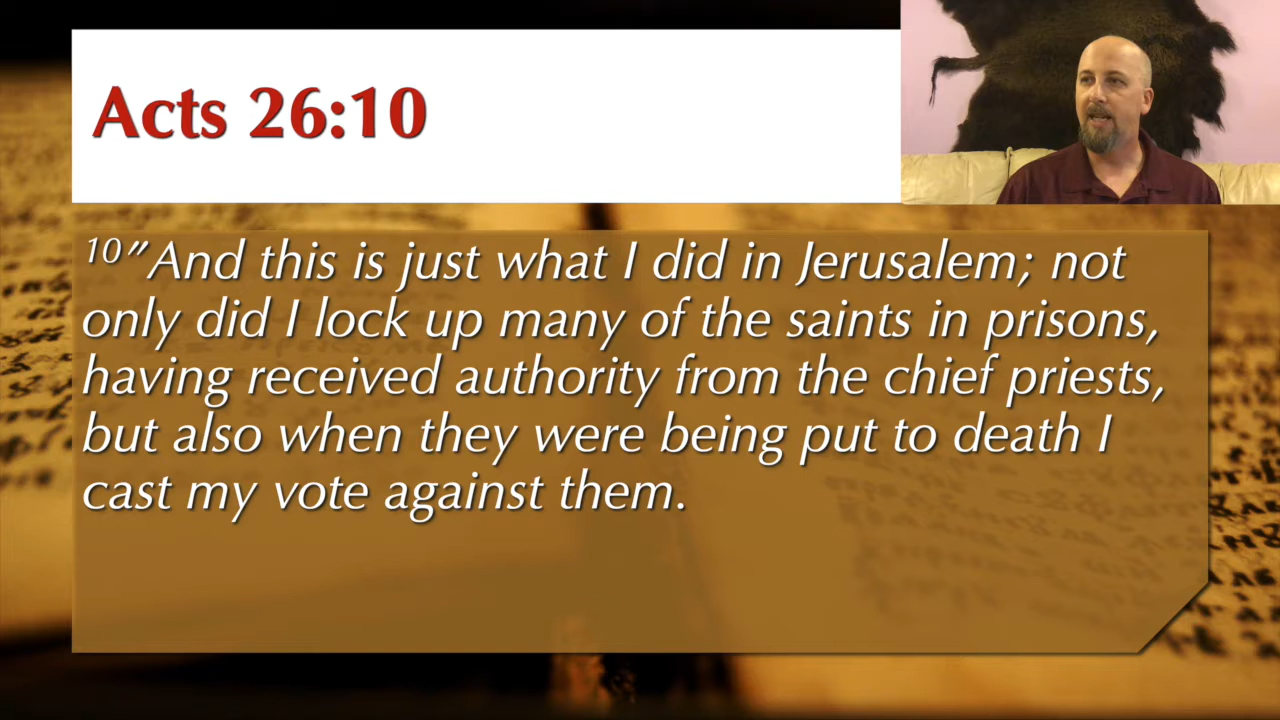 Acts 26:10
10"And this is just what I did in Jerusalem; not
only did I lock up many of the saints in prisons,
having received authority from the chief priests,
but also when they were being put to death I
cast my vote against them.